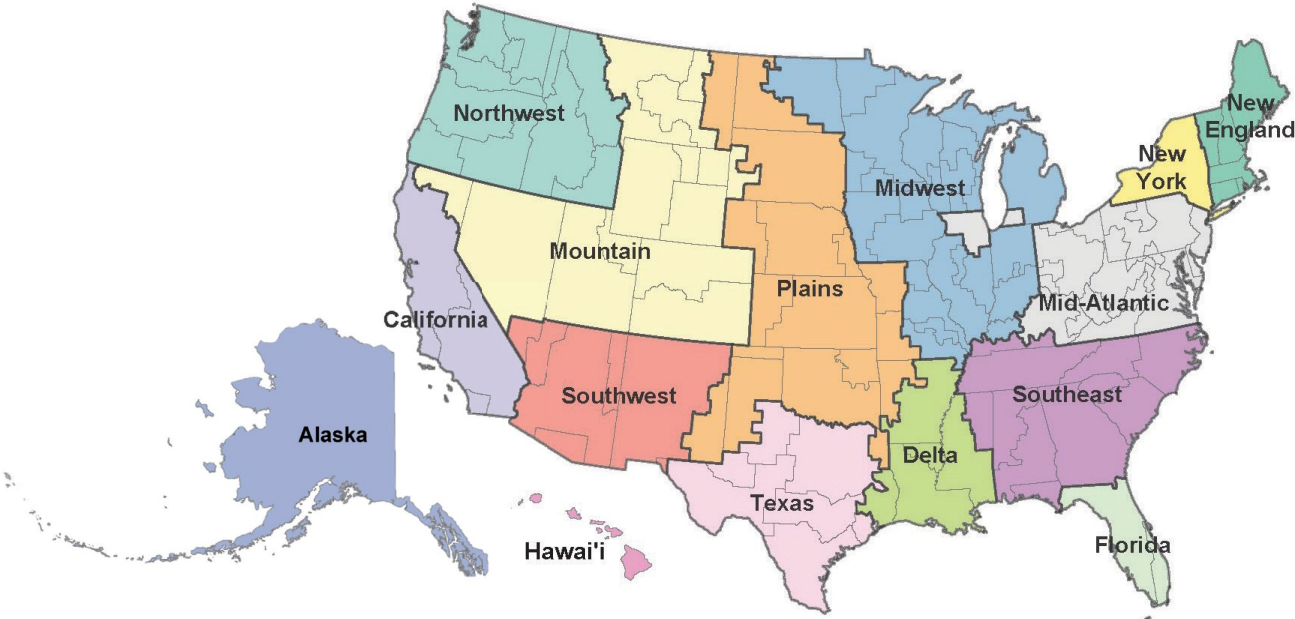 Northwest
New
England
New
York
Midwest
Mountain
Plains
Mid-Atlantic
California
Southwest
Southeast
Alaska
Delta
Texas
Hawai'i
Florida